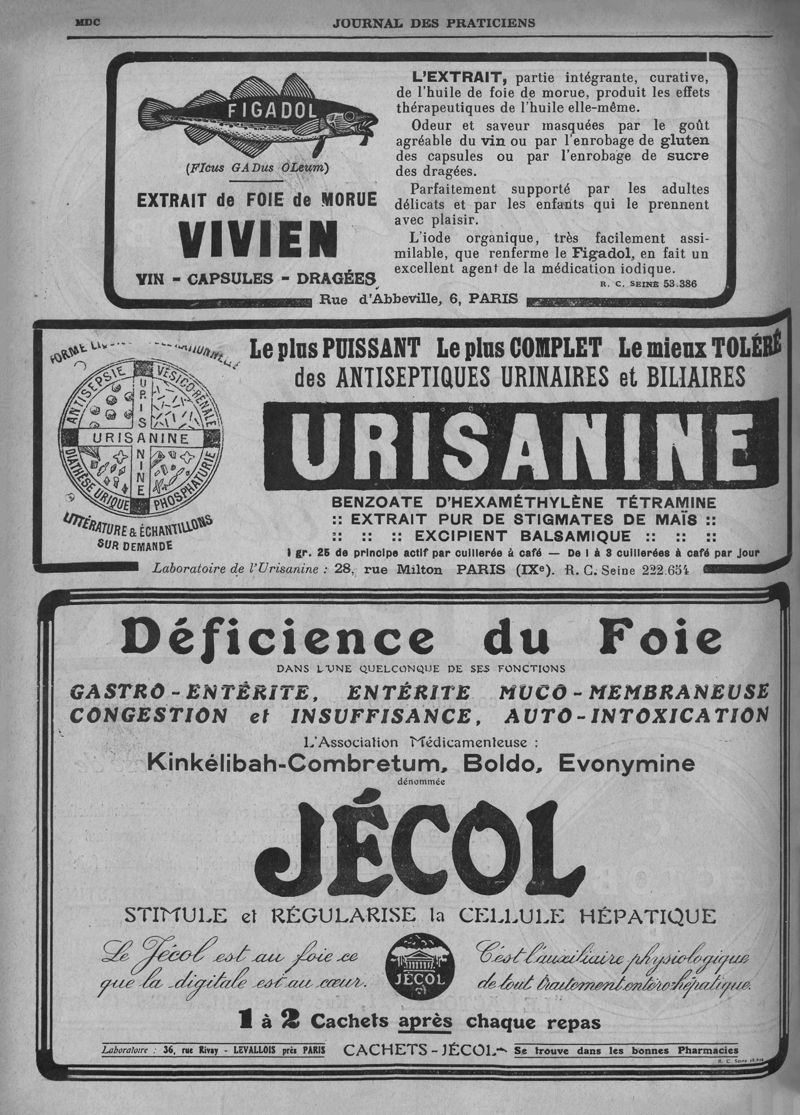 MDC
JOURNAL DES PRATICIENS
FIGADOL
(FIcus GADus OLeum)
EXTRAIT de FOIE de MORUE
VIVIEN
VIN - CAPSULES - DRAGÉES
L'EXTRAIT, partie intégrante, curative,
de l'huile de foie de morue, produit les effets
thérapeutiques de l'huile elle-même.
Odeur et saveur masquées par le goût
agréable du vin ou par l'enrobage de gluten
des capsules ou par l'enrobage de sucre
des dragées.
Parfaitement supporté par les adultes
délicats et par les enfants qui le prennent
avec plaisir.
L'iode organique, très facilement assi-
milable, que renferme le Figadol, en fait un
excellent agent de la médication iodique.
R. C. SEINE 53.386
Rue d'Abbeville, 6, PARIS
FORME
ANTISEPSIE
VÉSICO RÉNALE
URISANINE
URISANINE
DIATHÈSE URIQUE
PHOSPHATURIE
LITTÉRATURE & ÉCHANTILLONS
SUR DEMANDE
Le plus PUISSANT Le plus COMPLET Le mieux TOLÉRÉ
des ANTISEPTIQUES URINAIRES et BILIAIRES
URISANINE
BENZOATE D'HEXAMÉTHYLÈNE TÉTRAMINE
:: EXTRAIT PUR DE STIGMATES DE MAÏS ::
:: :: :: EXCIPIENT BALSAMIQUE :: :: ::
1 gr. 25 de principe actif par cuillerée à café — De 1 à 3 cuillerées à café par jour
Laboratoire de l'Urisanine : 28, rue Milton PARIS (IXe). R. C. Seine 222.654
Déficience du Foie
DANS L'UNE QUELCONQUE DE SES FONCTIONS
GASTRO-ENTÉRITE, ENTÉRITE MUCO-MEMBRANEUSE
CONGESTION et INSUFFISANCE, AUTO-INTOXICATION
L'Association Médicamenteuse :
Kinkélibah-Combretum, Boldo, Evonymine
dénommée
JÉCOL
STIMULE et RÉGULARISE la CELLULE HÉPATIQUE
Le Jécol est au foie ce
que la digitale est au cœur.
JÉCOL
C'est l'auxiliaire physiologique
de tout traitement entéro-hépatique.
1 à 2 Cachets après chaque repas
Laboratoire : 36, rue Rivay - LEVALLOIS près PARIS
CACHETS-JÉCOL
Se trouve dans les bonnes Pharmacies
R. C. Seine